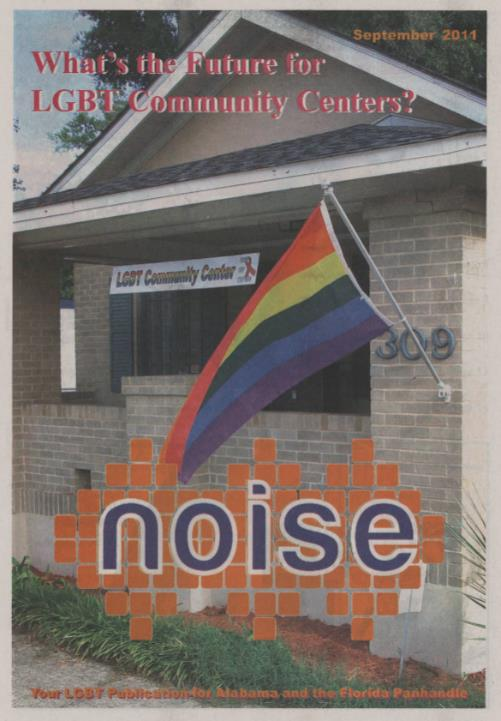 September 2011
What's the Future for
LGBT Community Centers?
LGBT Community Center
309
noise
Your LGBT Publication for Alabama and the Florida Panhandle